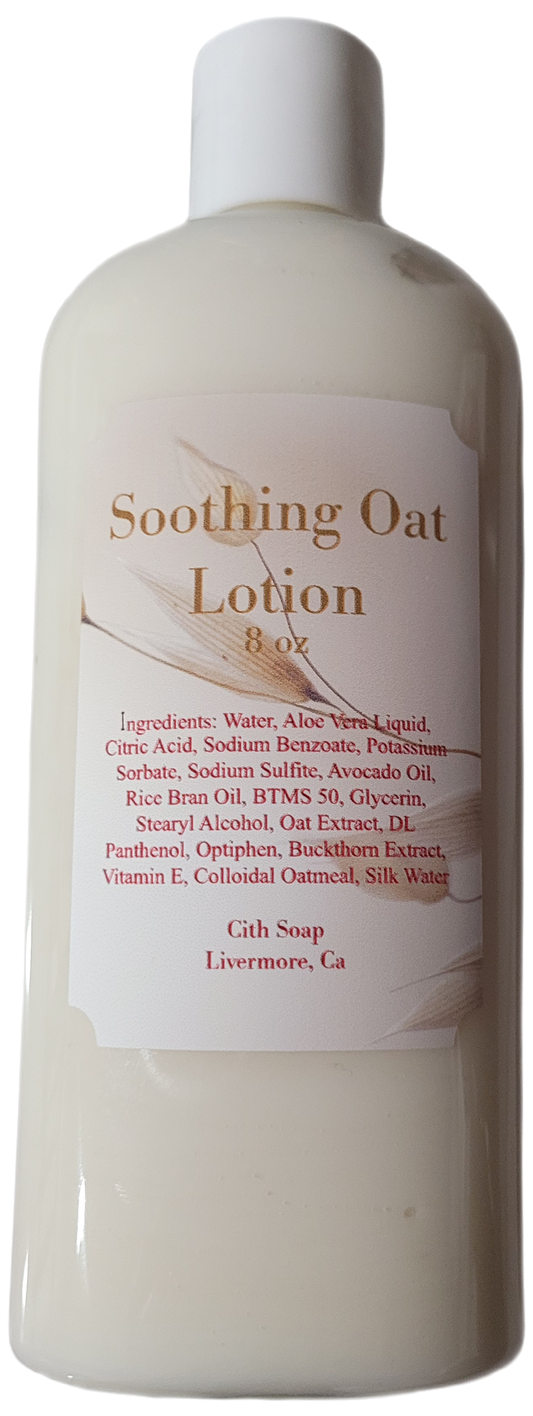 Soothing Oat
Lotion
8 oz
Ingredients: Water, Aloe Vera Liquid,
Citric Acid, Sodium Benzoate, Potassium
Sorbate, Sodium Sulfite, Avocado Oil,
Rice Bran Oil, BTMS 50, Glycerin,
Stearyl Alcohol, Oat Extract, DL
Panthenol, Optiphen, Buckthorn Extract,
Vitamin E, Colloidal Oatmeal, Silk Water
Cith Soap
Livermore, Ca